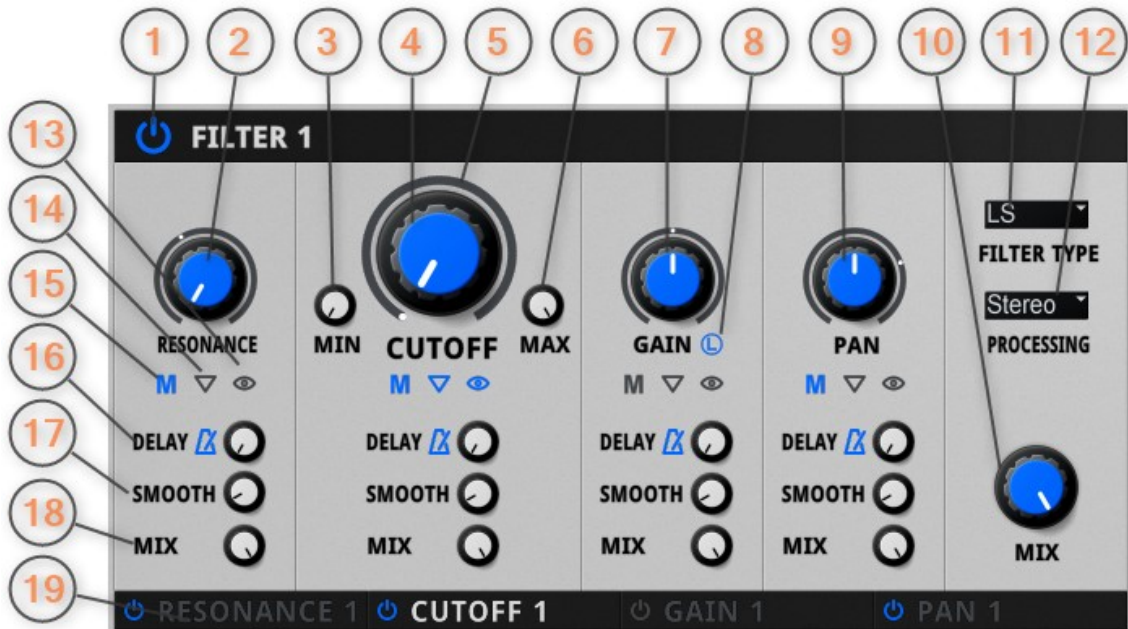 1 2 3 4 5 6 7 8 9 10 11 12
FILTER 1
13
14
15
16
17
18
19
LS
FILTER TYPE
Stereo
PROCESSING
RESONANCE MIN CUTOFF MAX GAIN L PAN
M M M M
DELAY DELAY DELAY DELAY
SMOOTH SMOOTH SMOOTH SMOOTH
MIX MIX MIX MIX MIX
RESONANCE 1 CUTOFF 1 GAIN 1 PAN 1